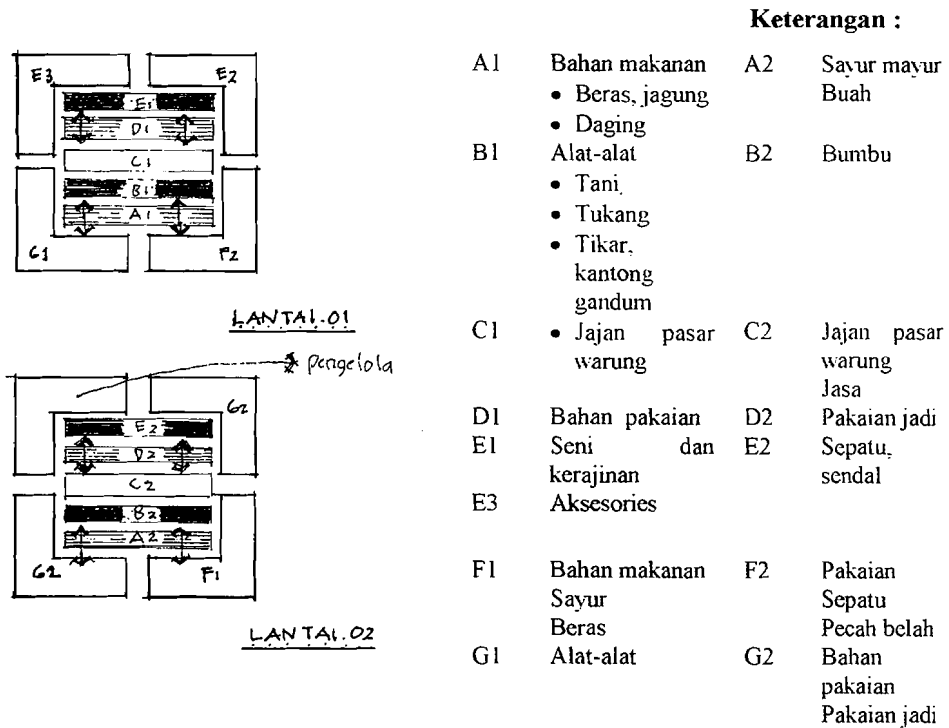 Keterangan :
E3 E2
E1
D1
C1
B1
A1
G1 F2
LANTAI.01
pengelola
G2
E2
D2
C2
B2
A2
G2 F1
LANTAI.02
A1 Bahan makanan A2 Sayur mayur
• Beras, jagung Buah
• Daging
B1 Alat-alat B2 Bumbu
• Tani,
• Tukang
• Tikar,
kantong
gandum
C1 • Jajan pasar C2 Jajan pasar
warung warung
Jasa
D1 Bahan pakaian D2 Pakaian jadi
E1 Seni dan E2 Sepatu,
kerajinan sendal
E3 Aksesories
F1 Bahan makanan F2 Pakaian
Sayur Sepatu
Beras Pecah belah
G1 Alat-alat G2 Bahan
pakaian
Pakaian jadi